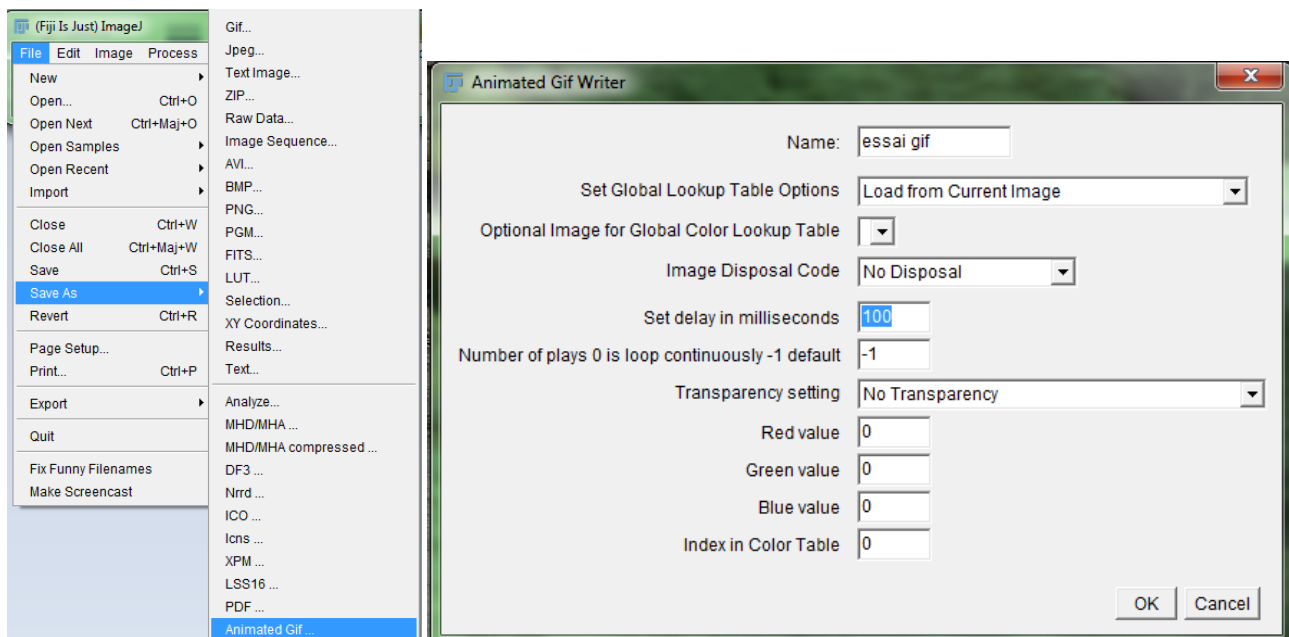 (Fiji Is Just) ImageJ
File Edit Image Process
New
Open... Ctrl+O
Open Next Ctrl+Maj+O
Open Samples
Open Recent
Import
Close Ctrl+W
Close All Ctrl+Maj+W
Save Ctrl+S
Save As
Revert Ctrl+R
Page Setup...
Print... Ctrl+P
Export
Quit
Fix Funny Filenames
Make Screencast
Gif...
Jpeg...
Text Image...
ZIP...
Raw Data...
Image Sequence...
AVI...
BMP...
PNG...
PGM...
FITS...
LUT...
Selection...
XY Coordinates...
Results...
Text...
Analyze...
MHD/MHA ...
MHD/MHA compressed ...
DF3 ...
Nrrd ...
ICO ...
Icns ...
XPM ...
LSS16 ...
PDF ...
Animated Gif ...
Animated Gif Writer
Name: essai gif
Set Global Lookup Table Options Load from Current Image
Optional Image for Global Color Lookup Table
Image Disposal Code No Disposal
Set delay in milliseconds 100
Number of plays 0 is loop continuously -1 default -1
Transparency setting No Transparency
Red value 0
Green value 0
Blue value 0
Index in Color Table 0
OK Cancel